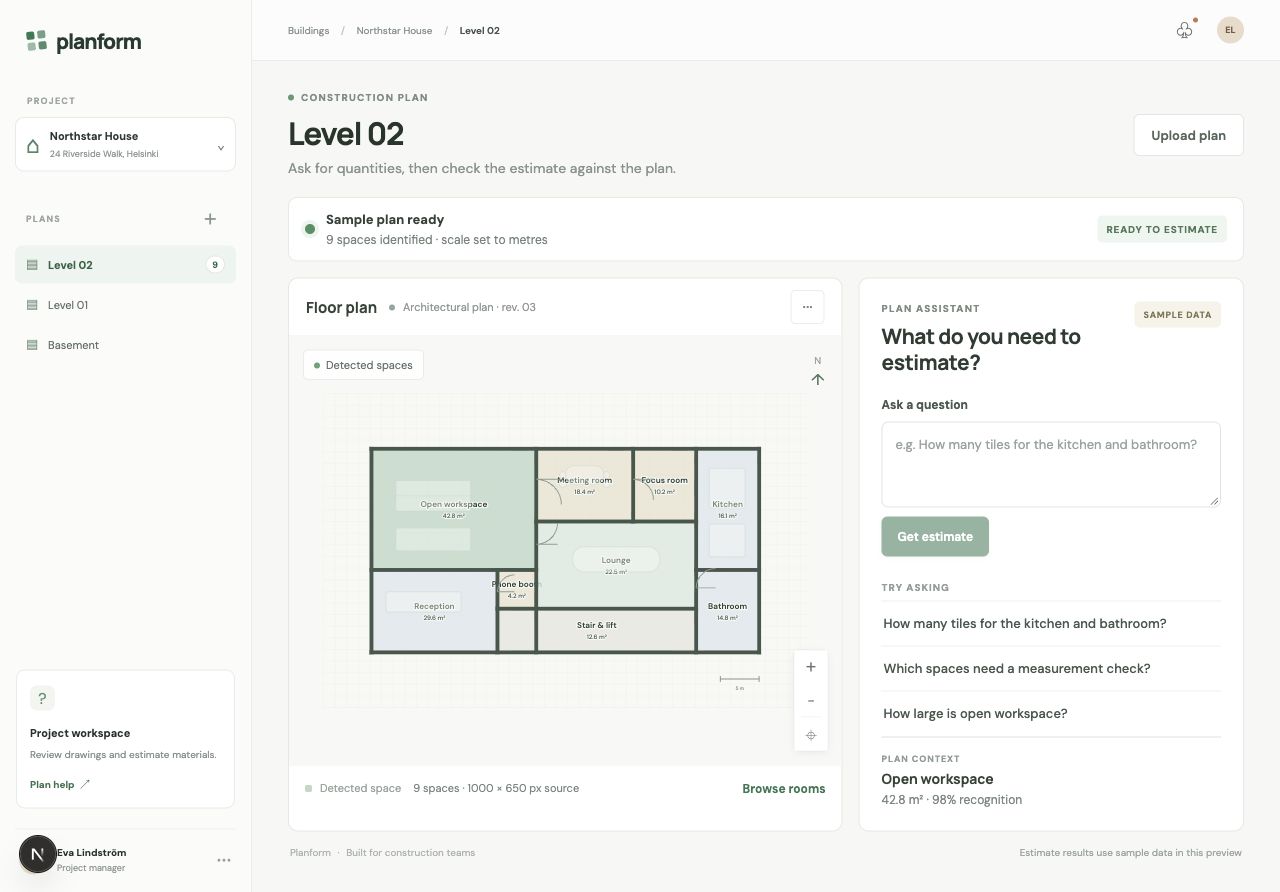 planform
PROJECT
Northstar House
24 Riverside Walk, Helsinki
PLANS
Level 02
9
Level 01
Basement
?
Project workspace
Review drawings and estimate materials.
Plan help
N
Eva Lindström
Project manager
Buildings / Northstar House / Level 02
EL
CONSTRUCTION PLAN
Level 02
Ask for quantities, then check the estimate against the plan.
Upload plan
Sample plan ready
9 spaces identified · scale set to metres
READY TO ESTIMATE
Floor plan
Architectural plan · rev. 03
Detected spaces
N
Open workspace
42.8 m²
Meeting room
18.4 m²
Focus room
10.2 m²
Kitchen
16.1 m²
Lounge
22.5 m²
Phone booth
4.2 m²
Reception
29.6 m²
Bathroom
14.8 m²
Stair & lift
12.6 m²
5 m
+
-
Detected space
9 spaces · 1000 × 650 px source
Browse rooms
PLAN ASSISTANT
SAMPLE DATA
What do you need to
estimate?
Ask a question
e.g. How many tiles for the kitchen and bathroom?
Get estimate
TRY ASKING
How many tiles for the kitchen and bathroom?
Which spaces need a measurement check?
How large is open workspace?
PLAN CONTEXT
Open workspace
42.8 m² · 98% recognition
Planform · Built for construction teams
Estimate results use sample data in this preview